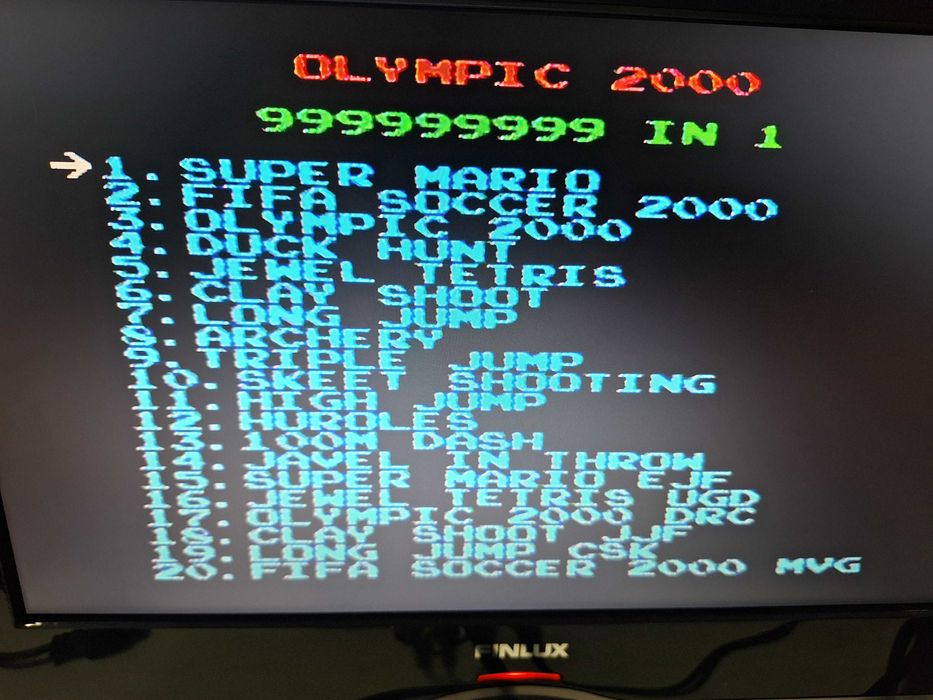 OLYMPIC 2000
999999999 IN 1
1. SUPER MARIO
2. FIFA SOCCER 2000
3. OLYMPIC 2000
4. DUCK HUNT
5. JEWEL TETRIS
6. CLAY SHOOT
7. LONG JUMP
8. ARCHERY
9. TRIPLE JUMP
10. SKEET SHOOTING
11. HIGH JUMP
12. HURDLES
13. 100M DASH
14. JAVEL IN THROW
15. SUPER MARIO EJF
16. JEWEL TETRIS UGD
17. OLYMPIC 2000 DRC
18. CLAY SHOOT JJF
19. LONG JUMP CSK
20. FIFA SOCCER 2000 MVG
FINLUX